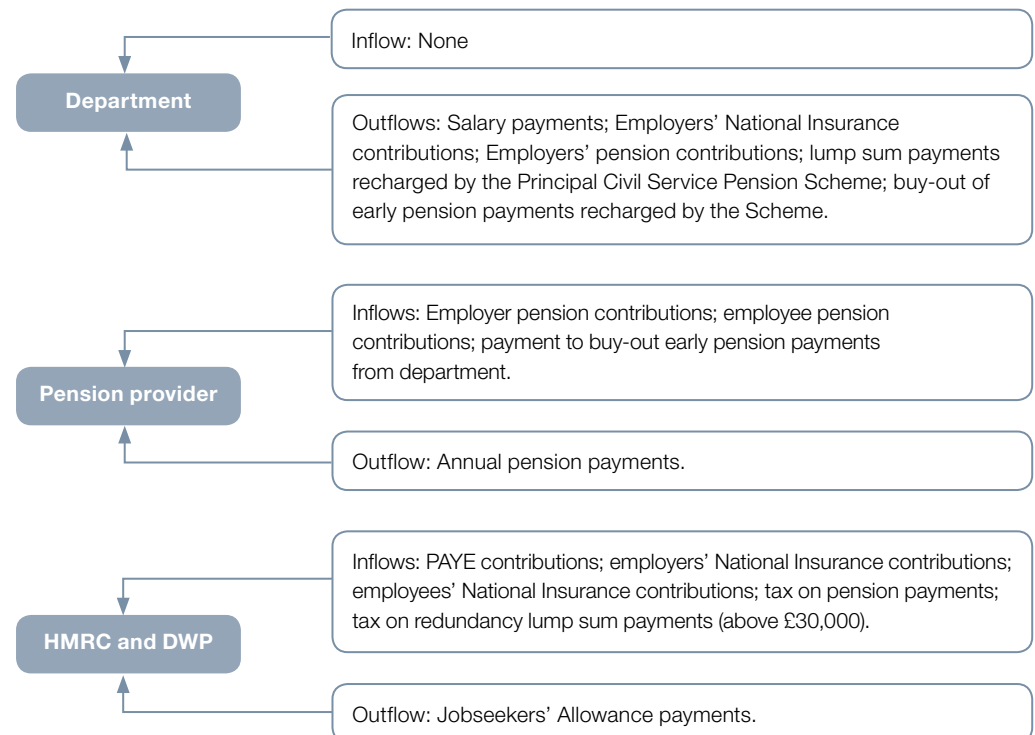 Inflow: None
Department
Outflows: Salary payments; Employers’ National Insurance
contributions; Employers’ pension contributions; lump sum payments
recharged by the Principal Civil Service Pension Scheme; buy-out of
early pension payments recharged by the Scheme.
Inflows: Employer pension contributions; employee pension
contributions; payment to buy-out early pension payments
from department.
Pension provider
Outflow: Annual pension payments.
Inflows: PAYE contributions; employers’ National Insurance contributions;
employees’ National Insurance contributions; tax on pension payments;
tax on redundancy lump sum payments (above £30,000).
HMRC and DWP
Outflow: Jobseekers’ Allowance payments.